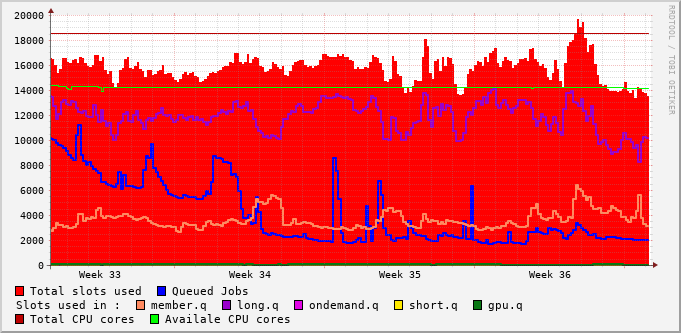 20000
18000
16000
14000
12000
10000
8000
6000
4000
2000
0
Week 33 Week 34 Week 35 Week 36
RRDTOOL / TOBI OETIKER
Total slots used Queued Jobs
Slots used in : member.q long.q ondemand.q short.q gpu.q
Total CPU cores Availale CPU cores